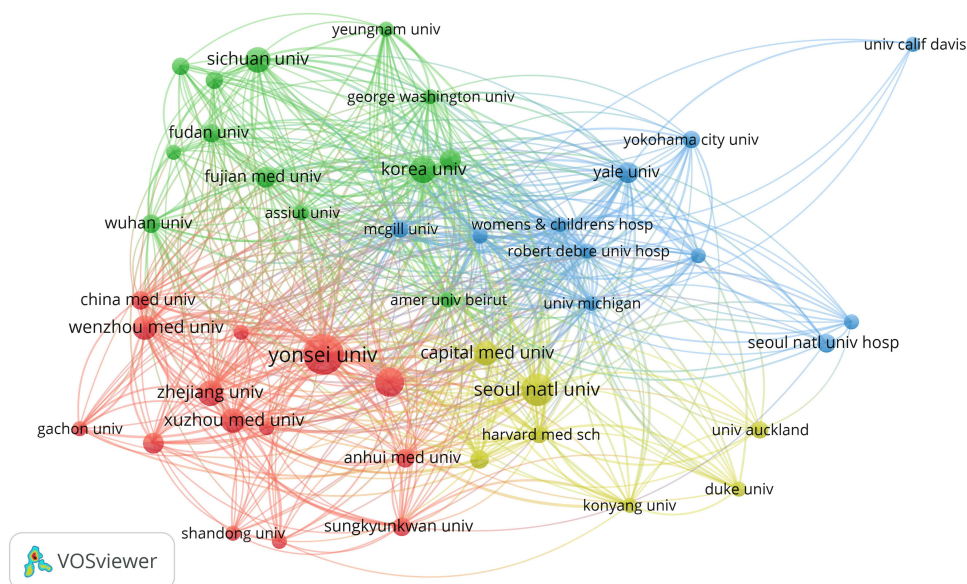 yeungnam univ
univ calif davis
sichuan univ
george washington univ
fudan univ
yokohama city univ
korea univ
yale univ
fujian med univ
assiut univ
wuhan univ
mcgill univ
womens & childrens hosp
robert debre univ hosp
china med univ
amer univ beirut
univ michigan
wenzhou med univ
seoul natl univ hosp
yonsei univ
capital med univ
zhejiang univ
seoul natl univ
xuzhou med univ
gachon univ
harvard med sch
univ auckland
anhui med univ
duke univ
konyang univ
shandong univ
sungkyunkwan univ
VOSviewer